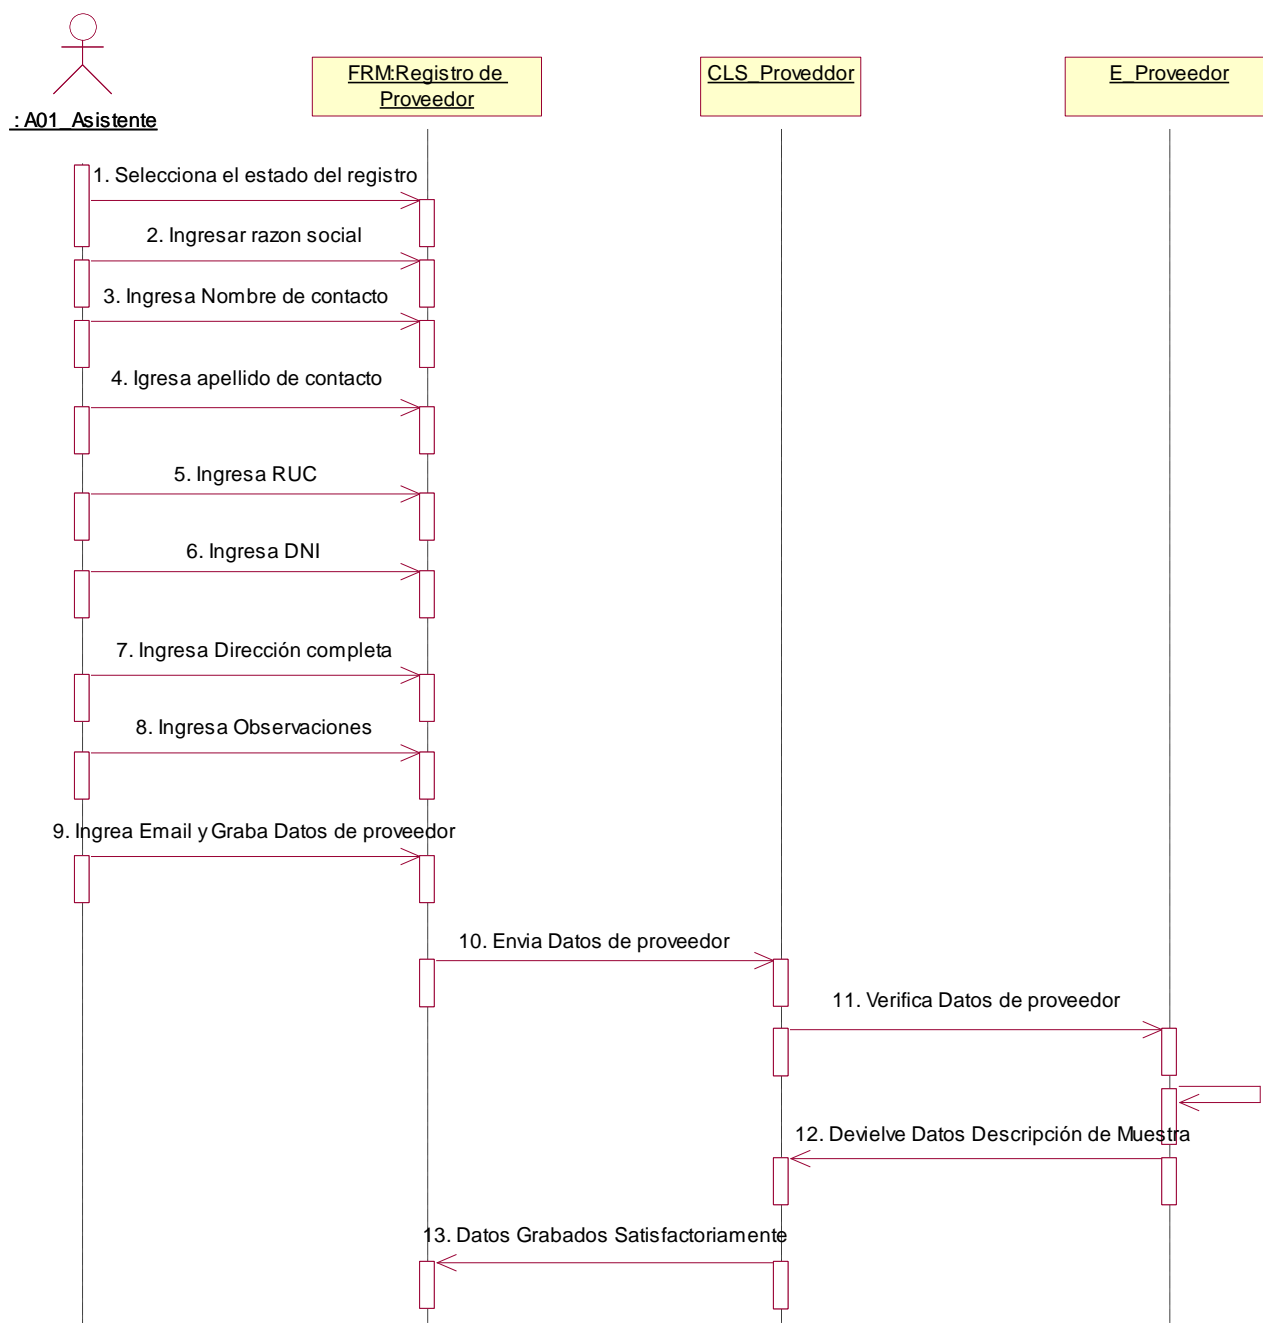 : A01_Asistente
FRM:Registro de
Proveedor
CLS_Proveddor
E_Proveedor
1. Selecciona el estado del registro
2. Ingresar razon social
3. Ingresa Nombre de contacto
4. Igresa apellido de contacto
5. Ingresa RUC
6. Ingresa DNI
7. Ingresa Dirección completa
8. Ingresa Observaciones
9. Ingrea Email y Graba Datos de proveedor
10. Envia Datos de proveedor
11. Verifica Datos de proveedor
12. Devielve Datos Descripción de Muestra
13. Datos Grabados Satisfactoriamente